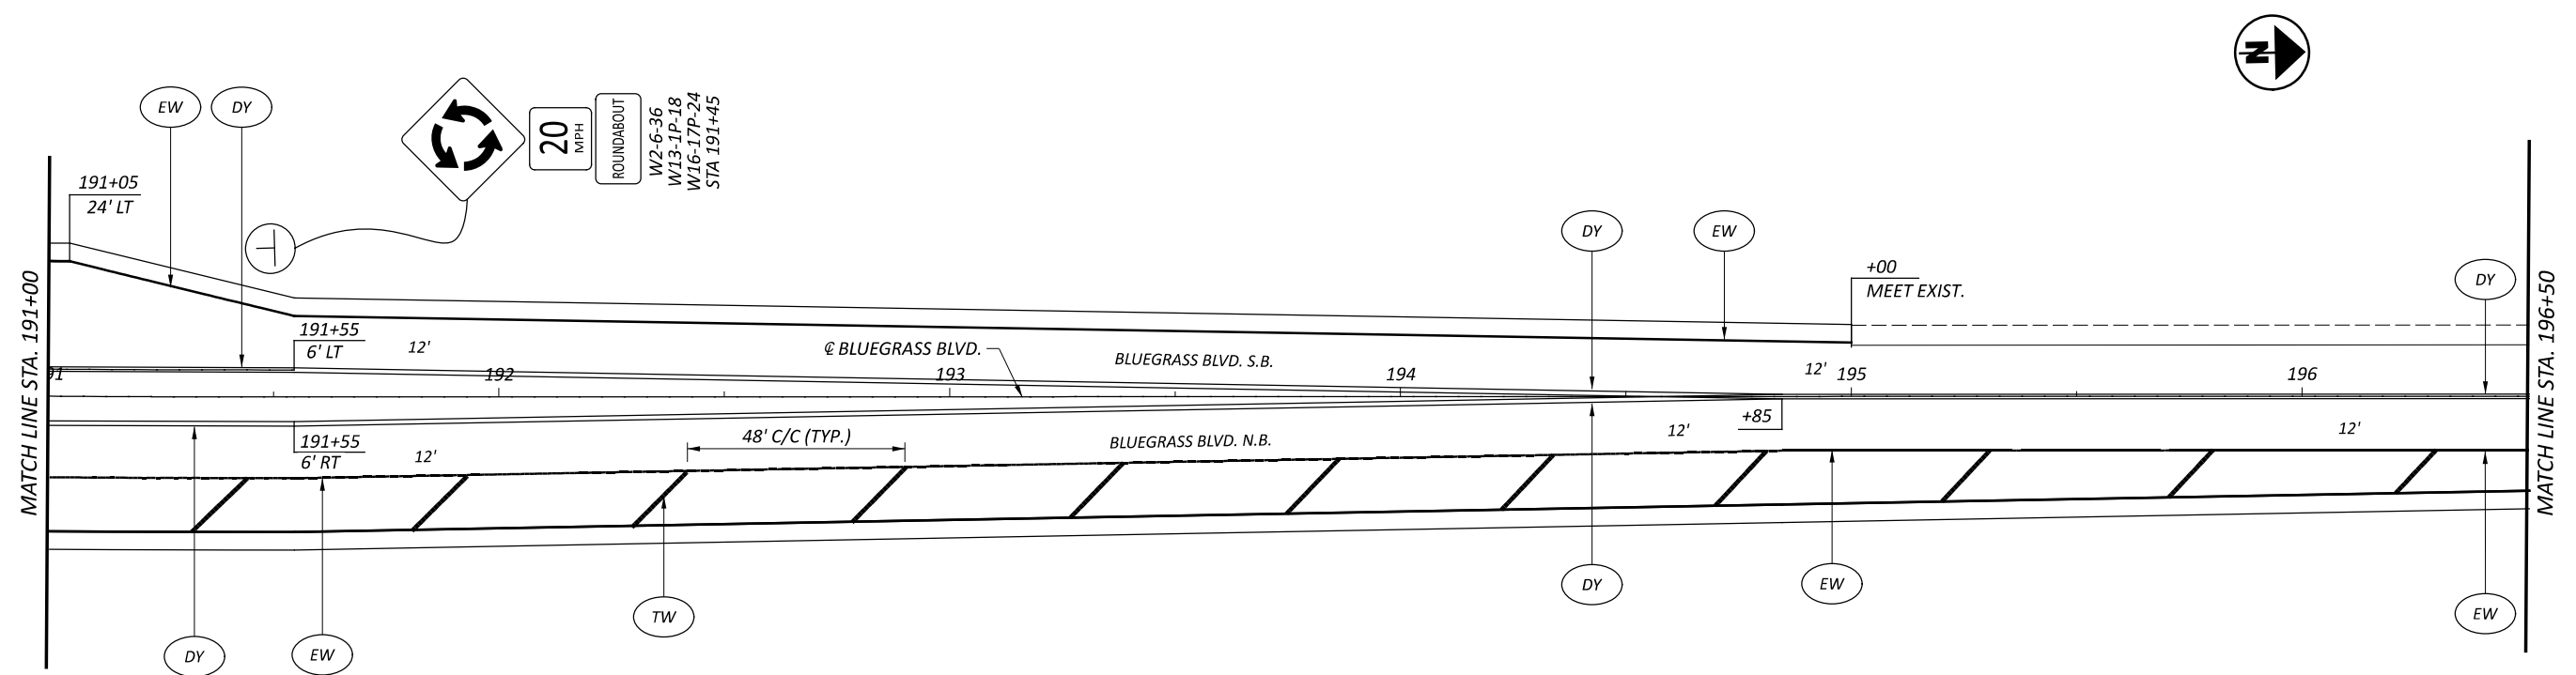 N
EW
DY
20
MPH
ROUNDABOUT
W2-6-36
W13-1P-18
W16-17P-24
STA 191+45
191+05
24' LT
DY
EW
+00
MEET EXIST.
DY
MATCH LINE STA. 191+00
MATCH LINE STA. 196+50
191+55
6' LT
12'
℄ BLUEGRASS BLVD.
BLUEGRASS BLVD. S.B.
12'
91
192
193
194
195
196
191+55
6' RT
12'
48' C/C (TYP.)
BLUEGRASS BLVD. N.B.
12'
+85
12'
DY
EW
TW
DY
EW
EW